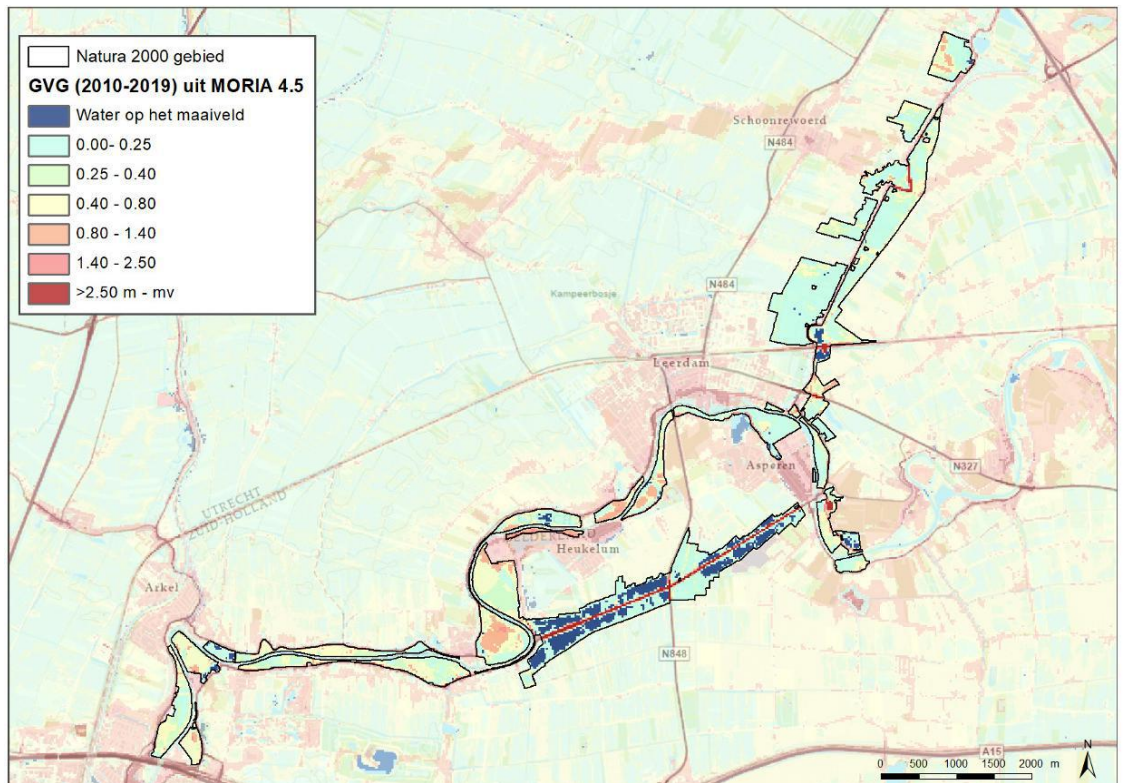 Natura 2000 gebied
GVG (2010-2019) uit MORIA 4.5
Water op het maaiveld
0.00- 0.25
0.25 - 0.40
0.40 - 0.80
0.80 - 1.40
1.40 - 2.50
>2.50 m - mv
Schoonrewoerd
N484
N484
Kampeerbosje
Leerdam
Asperen
N327
UTRECHT
ZUID-HOLLAND
Heukelum
Arkel
N848
A15
N
0 500 1000 1500 2000 m